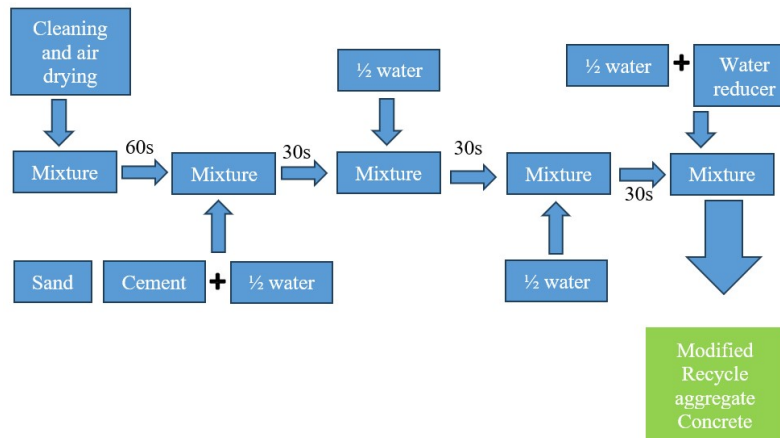 Cleaning
and air
drying
½ water
½ water
+
Water
reducer
60s
30s
30s
30s
Mixture
Mixture
Mixture
Mixture
Mixture
Sand
Cement
+
½ water
½ water
Modified
Recycle
aggregate
Concrete